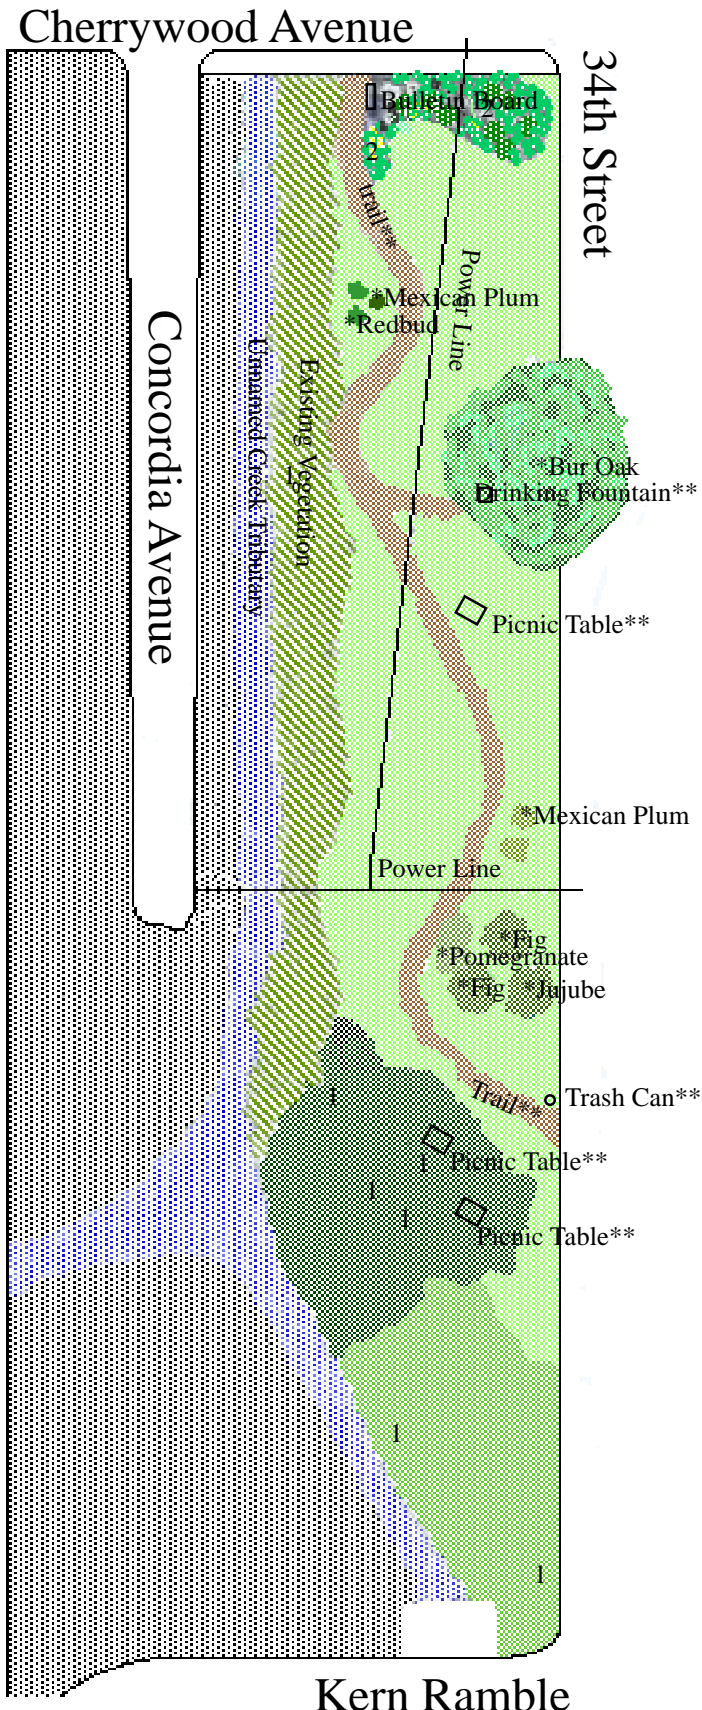 Cherrywood Avenue
34th Street
Bulletin Board
2
2
trail**
Power Line
*Mexican Plum
*Redbud
Concordia Avenue
Unnamed Creek Tributary
Existing Vegetation
1
*Bur Oak
Drinking Fountain**
Picnic Table**
*Mexican Plum
Power Line
*Fig
*Pomegranate
*Fig
*Jujube
1
Trail**
Trash Can**
1
Picnic Table**
1
1
Picnic Table**
1
1
Kern Ramble